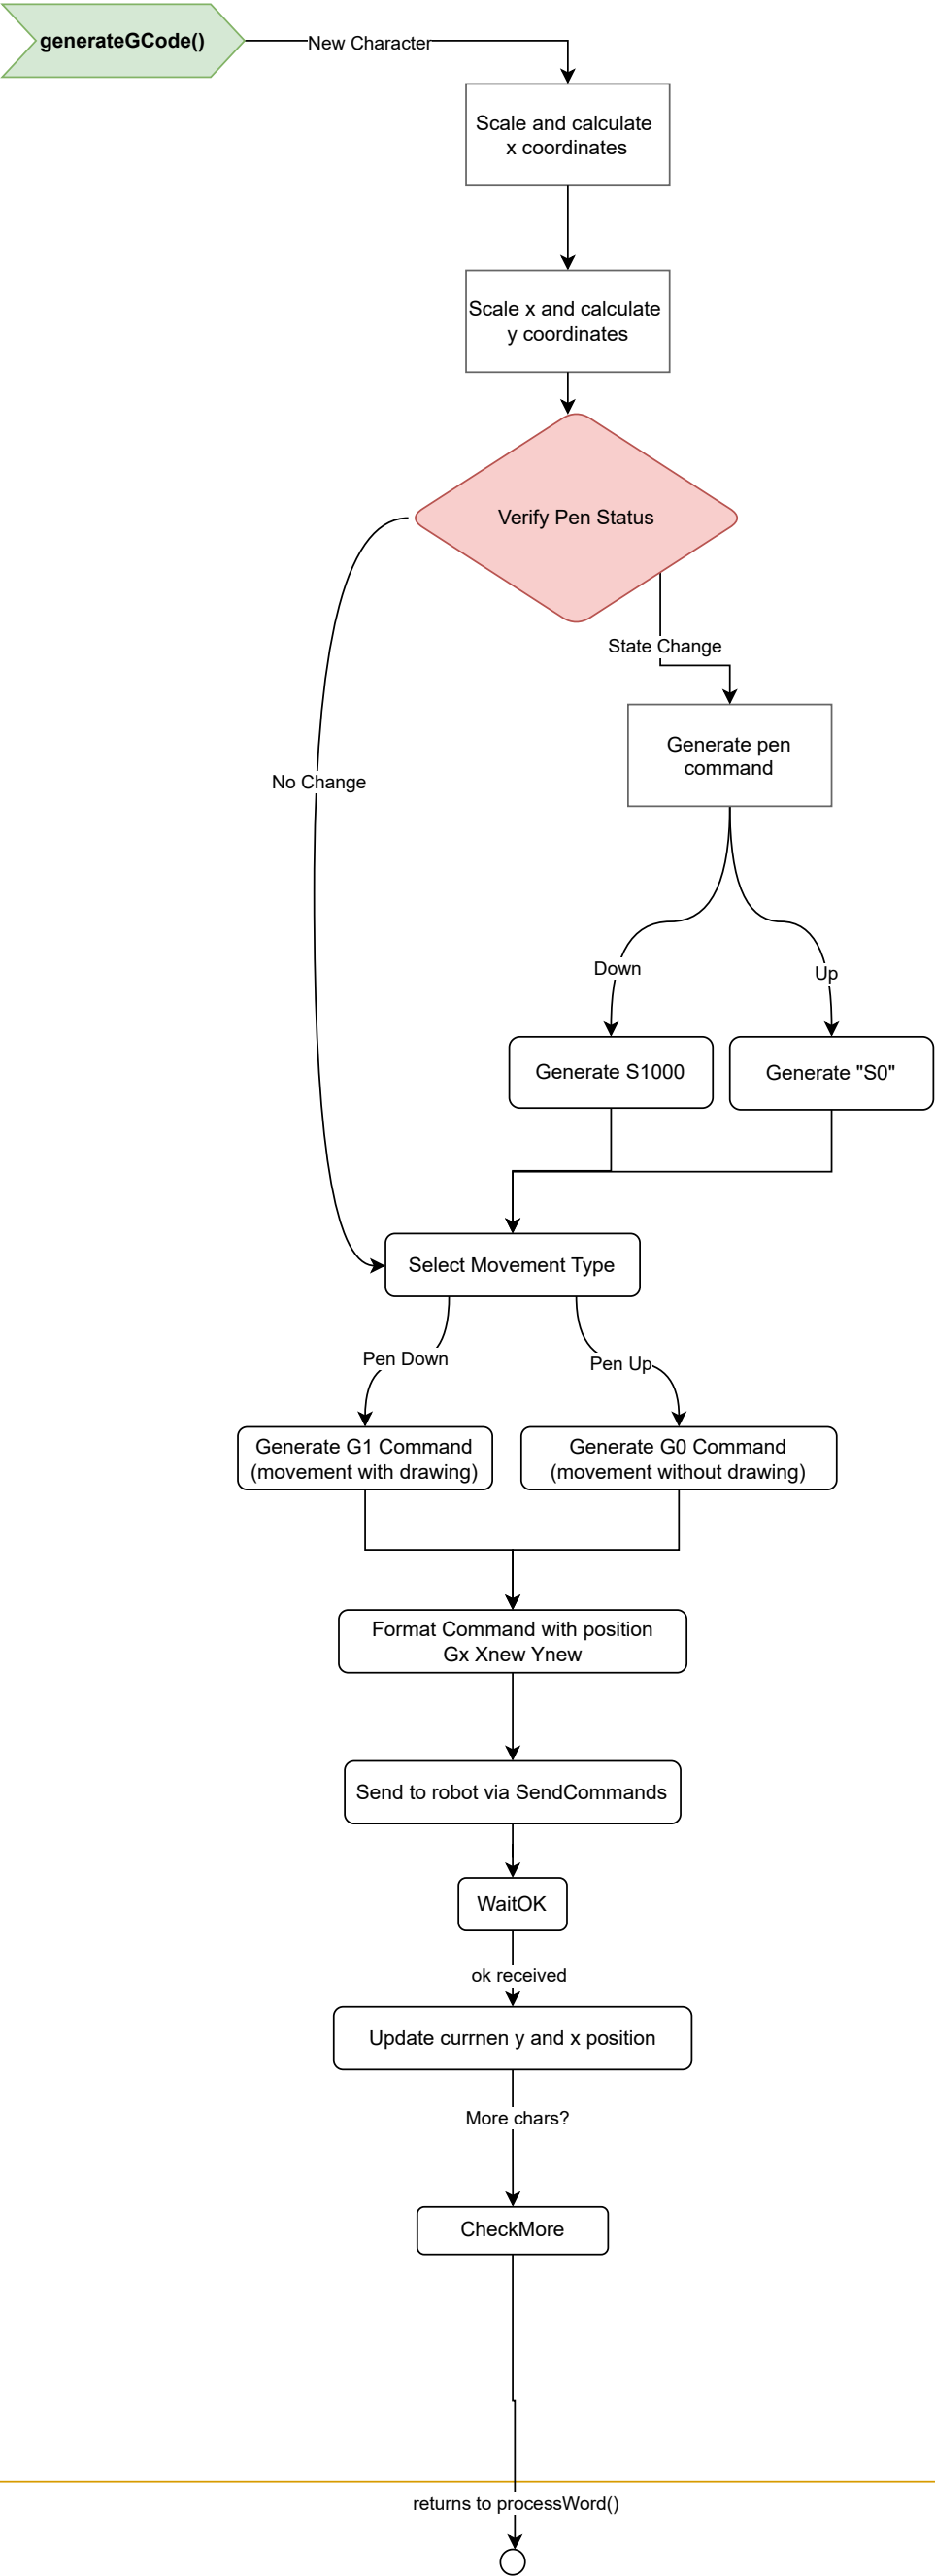 generateGCode()
New Character
Scale and calculate
x coordinates
Scale x and calculate
y coordinates
Verify Pen Status
State Change
Generate pen
command
No Change
Down
Up
Generate S1000
Generate "S0"
Select Movement Type
Pen Down
Pen Up
Generate G1 Command
(movement with drawing)
Generate G0 Command
(movement without drawing)
Format Command with position
Gx Xnew Ynew
Send to robot via SendCommands
WaitOK
ok received
Update currnen y and x position
More chars?
CheckMore
returns to processWord()